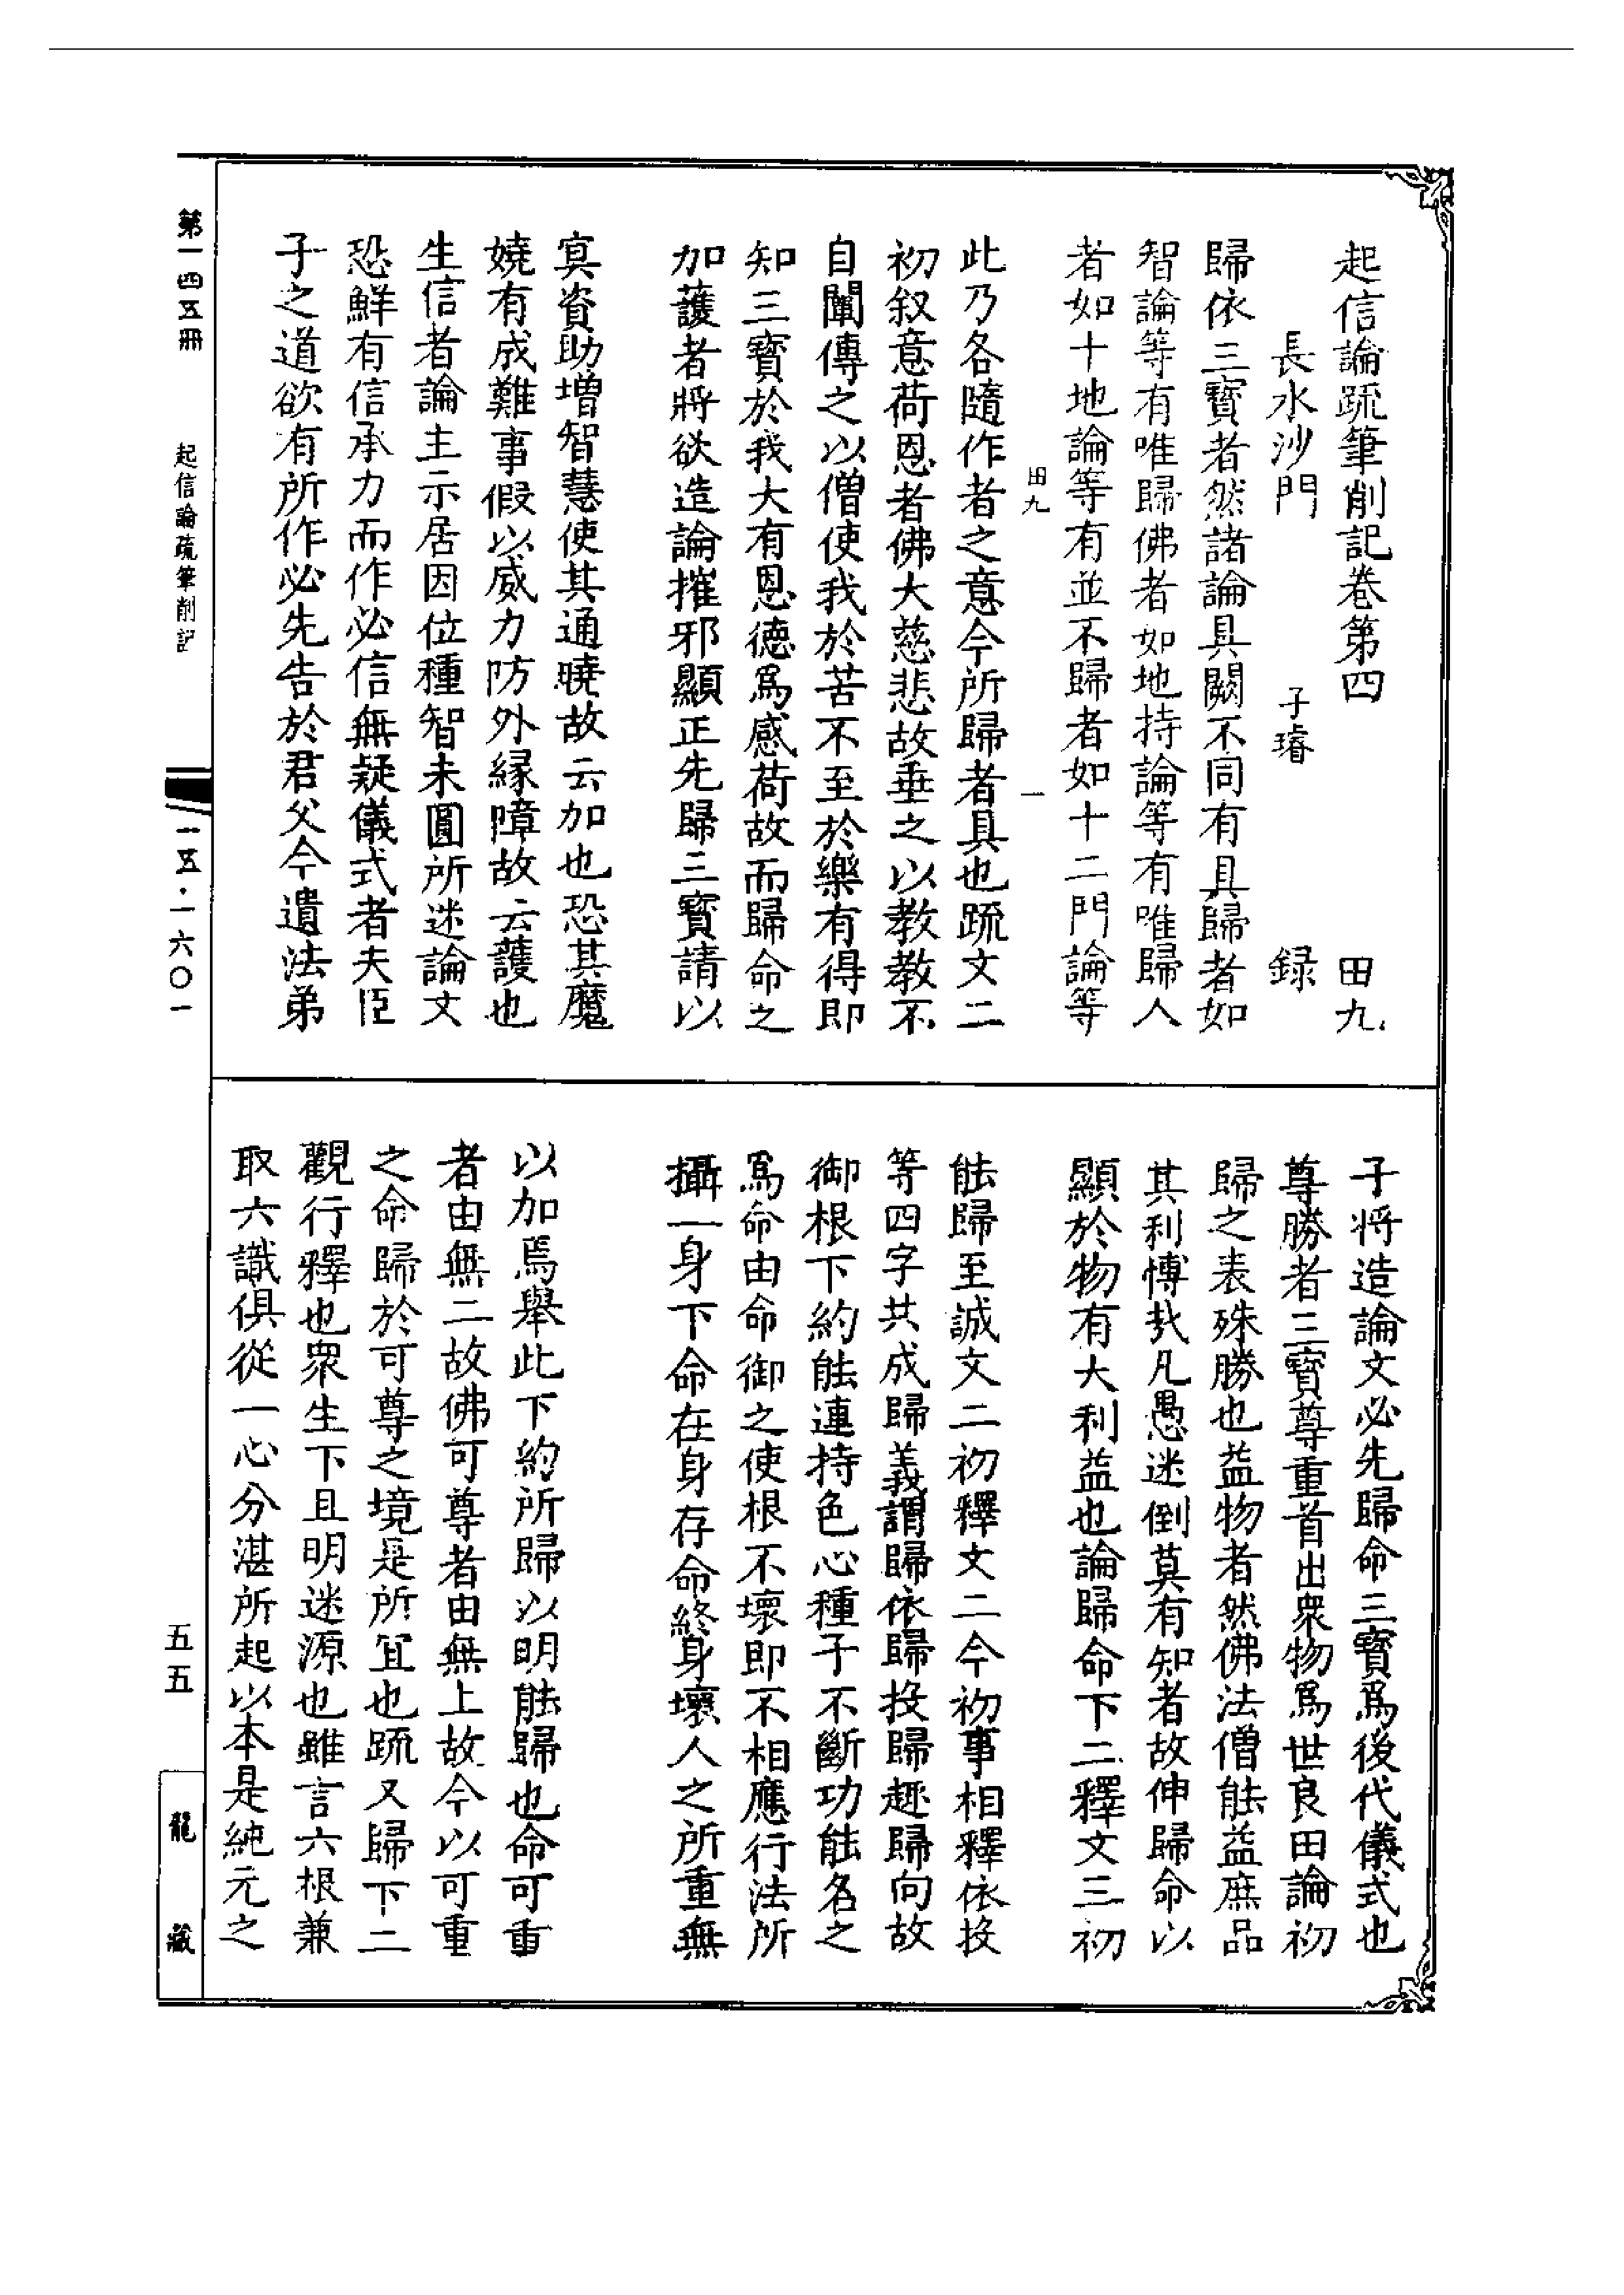 起信論疏筆削記卷第四 田九
長水沙門 子璿 録
歸依三寶者然諸論具闕不同有具歸者如
智論等有唯歸佛者如地持論等有唯歸人
者如十地論等有並不歸者如十二門論等
田九 一
此乃各隨作者之意今所歸者具也疏文二
初叙意荷恩者佛大慈悲故垂之以教教不
自闡傳之以僧使我於苦不至於樂有得即
知三寶於我大有恩德爲感荷故而歸命之
加護者將欲造論摧邪顯正先歸三寶請以
冥資助增智慧使其通曉故云加也恐其魔
嬈有成難事假以威力防外緣障故云護也
生信者論主示居因位種智未圓所述論文
恐鮮有信承力而作必信無疑儀式者夫臣
子之道欲有所作必先告於君父今遺法弟
子將造論文必先歸命三寶爲後代儀式也
尊勝者三寶尊重首出衆物爲世良田論初
歸之表殊勝也益物者然佛法僧能益庶品
其利博哉凡愚迷倒莫有知者故伸歸命以
顯於物有大利益也論歸命下二釋文三初
能歸至誠文二初釋文二今初事相釋依投
等四字共成歸義謂歸依歸投歸趣歸向故
御根下約能連持色心種子不斷功能名之
爲命由命御之使根不壞即不相應行法所
攝一身下命在身存命終身壞人之所重無
以加焉舉此下約所歸以明能歸也命可重
者由無二故佛可尊者由無上故今以可重
之命歸於可尊之境是所宜也疏又歸下二
觀行釋也衆生下且明迷源也雖言六根兼
取六識俱從一心分湛所起以本是純元之
第一四五冊
起信論疏筆削記
一五·一六〇一
五五
龍藏